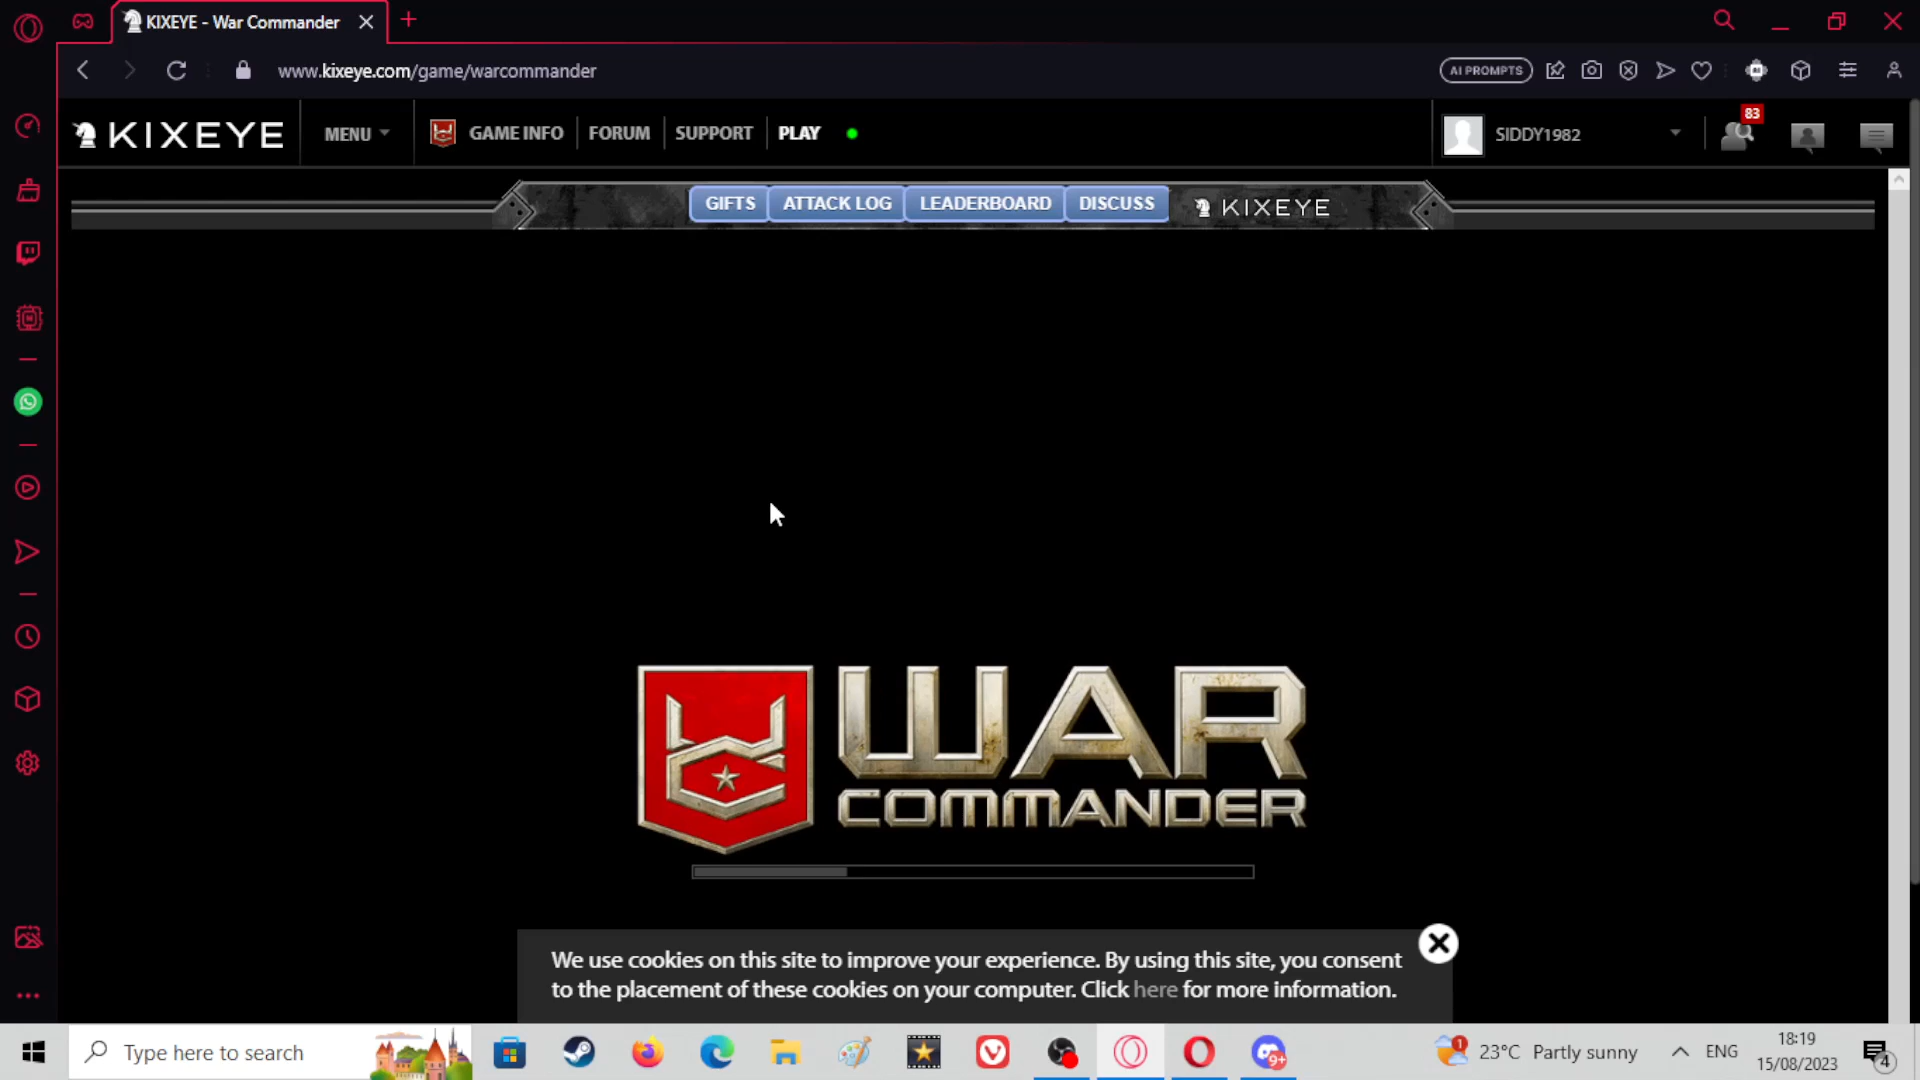 KIXEYE - War Commander
www.kixeye.com/game/warcommander
AI PROMPTS
KIXEYE
MENU
GAME INFO
FORUM
SUPPORT
PLAY
SIDDY1982
83
GIFTS
ATTACK LOG
LEADERBOARD
DISCUSS
KIXEYE
WAR
COMMANDER
We use cookies on this site to improve your experience. By using this site, you consent
to the placement of these cookies on your computer. Click here for more information.
Type here to search
9+
1
23°C Partly sunny
ENG
18:19
15/08/2023
4